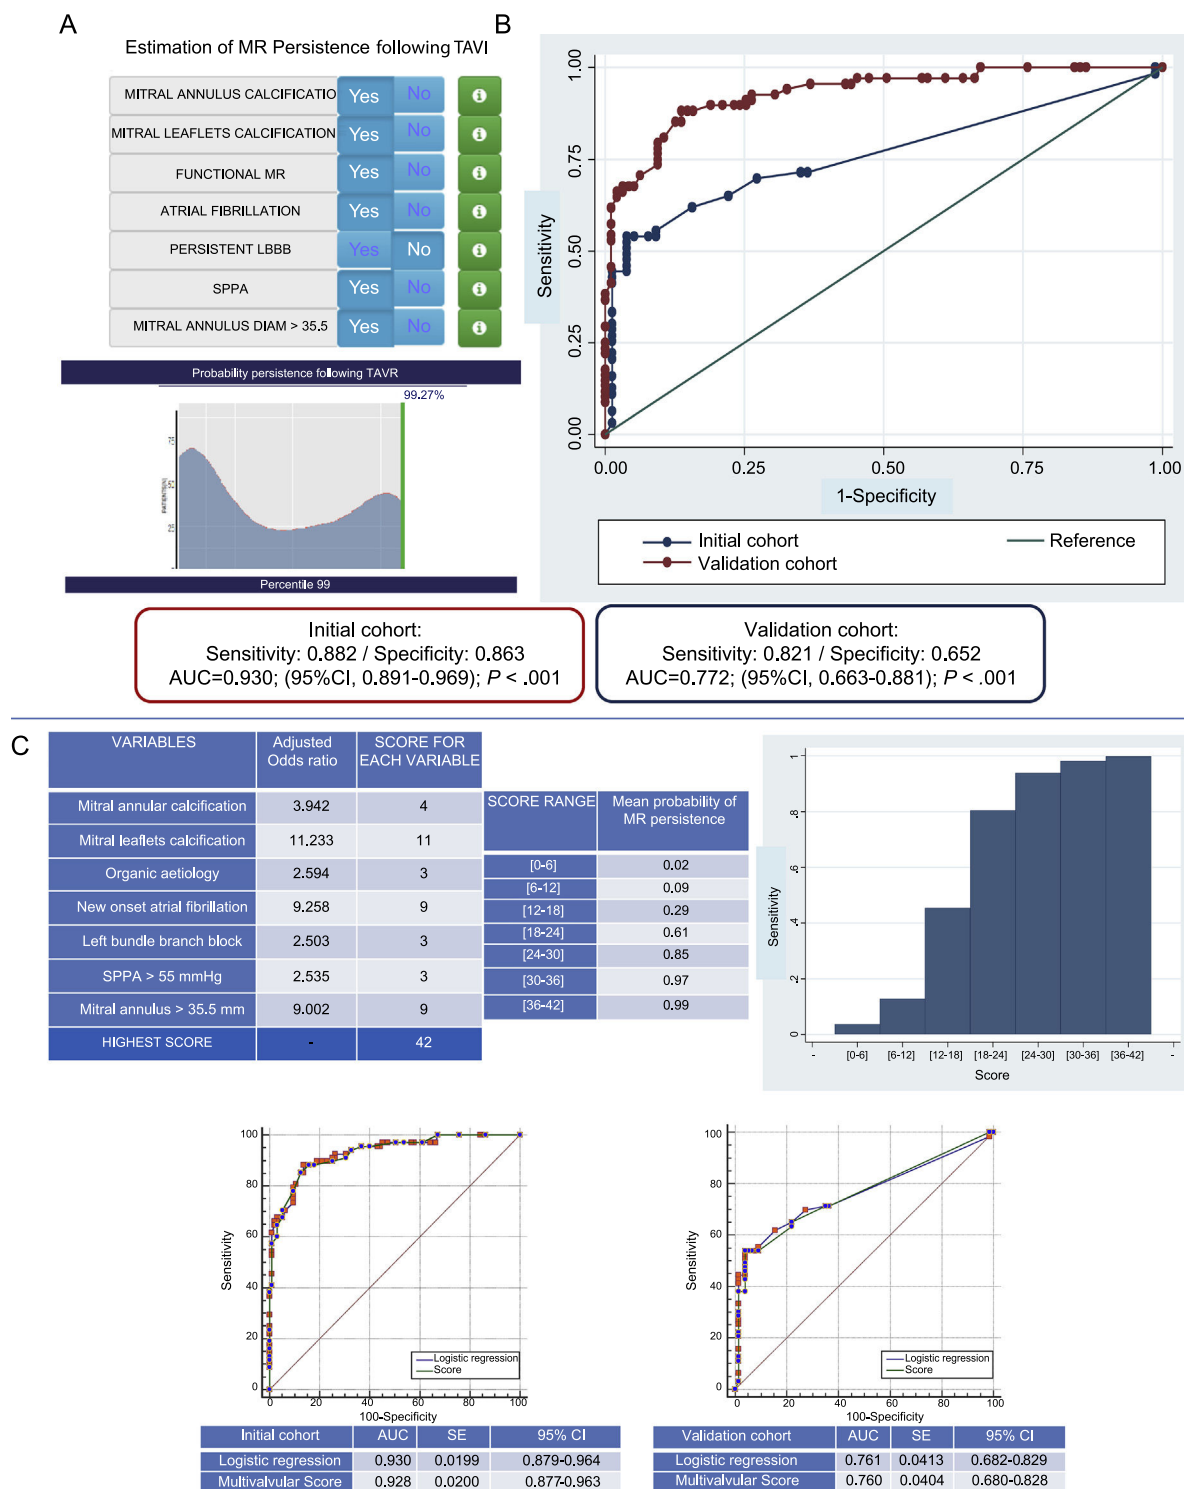 A
Estimation of MR Persistence following TAVI
MITRAL ANNULUS CALCIFICATIO Yes No
MITRAL LEAFLETS CALCIFICATION Yes No
FUNCTIONAL MR Yes No
ATRIAL FIBRILLATION Yes No
PERSISTENT LBBB Yes No
SPPA Yes No
MITRAL ANNULUS DIAM > 35.5 Yes No
Probability persistence following TAVR
99.27%
Percentile 99
B
1.00
0.75
0.50
0.25
0.00
Sensitivity
0.00 0.25 0.50 0.75 1.00
1-Specificity
Initial cohort Reference
Validation cohort
Initial cohort:
Sensitivity: 0.882 / Specificity: 0.863
AUC=0.930; (95%CI, 0.891-0.969); P < .001
Validation cohort:
Sensitivity: 0.821 / Specificity: 0.652
AUC=0.772; (95%CI, 0.663-0.881); P < .001
C
VARIABLES Adjusted Odds ratio SCORE FOR EACH VARIABLE
Mitral annular calcification 3.942 4
Mitral leaflets calcification 11.233 11
Organic aetiology 2.594 3
New onset atrial fibrillation 9.258 9
Left bundle branch block 2.503 3
SPPA > 55 mmHg 2.535 3
Mitral annulus > 35.5 mm 9.002 9
HIGHEST SCORE - 42
SCORE RANGE Mean probability of MR persistence
[0-6] 0.02
[6-12] 0.09
[12-18] 0.29
[18-24] 0.61
[24-30] 0.85
[30-36] 0.97
[36-42] 0.99
1
.8
.6
.4
.2
0
Sensitivity
- [0-6] [6-12] [12-18] [18-24] [24-30] [30-36] [36-42] -
Score
100
80
60
40
20
0
Sensitivity
Logistic regression
Score
0 20 40 60 80 100
100-Specificity
Initial cohort AUC SE 95% CI
Logistic regression 0.930 0.0199 0.879-0.964
Multivalvular Score 0.928 0.0200 0.877-0.963
100
80
60
40
20
0
Sensitivity
Logistic regression
Score
0 20 40 60 80 100
100-Specificity
Validation cohort AUC SE 95% CI
Logistic regression 0.761 0.0413 0.682-0.829
Multivalvular Score 0.760 0.0404 0.680-0.828